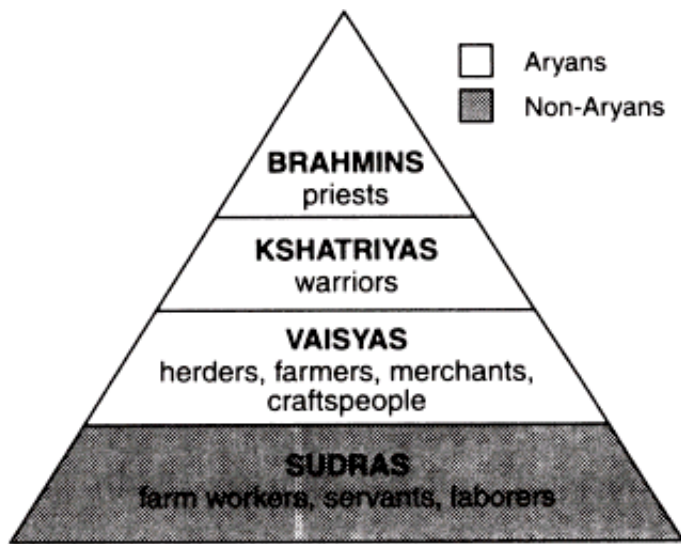 Aryans
Non-Aryans
BRAHMINS
priests
KSHATRIYAS
warriors
VAISYAS
herders, farmers, merchants,
craftspeople
SUDRAS
farm workers, servants, laborers